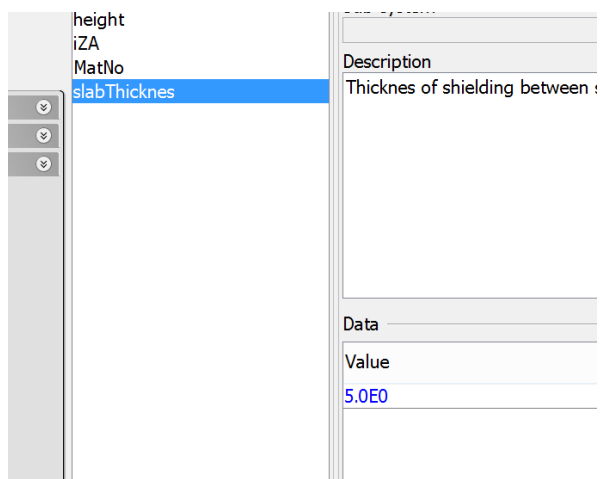 height
iZA
MatNo
slabThicknes
Description
Thicknes of shielding between
Data
Value
5.0E0